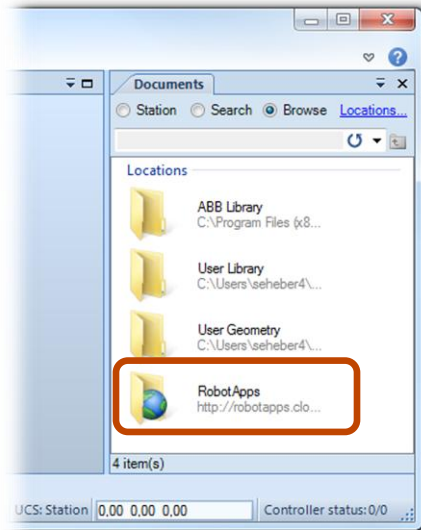 Documents
Station Search Browse Locations...
Locations
ABB Library
C:\Program Files (x8...
User Library
C:\Users\seheber4\...
User Geometry
C:\Users\seheber4\...
RobotApps
http://robotapps.clo...
4 item(s)
UCS: Station 0,00 0,00 0,00 Controller status: 0/0